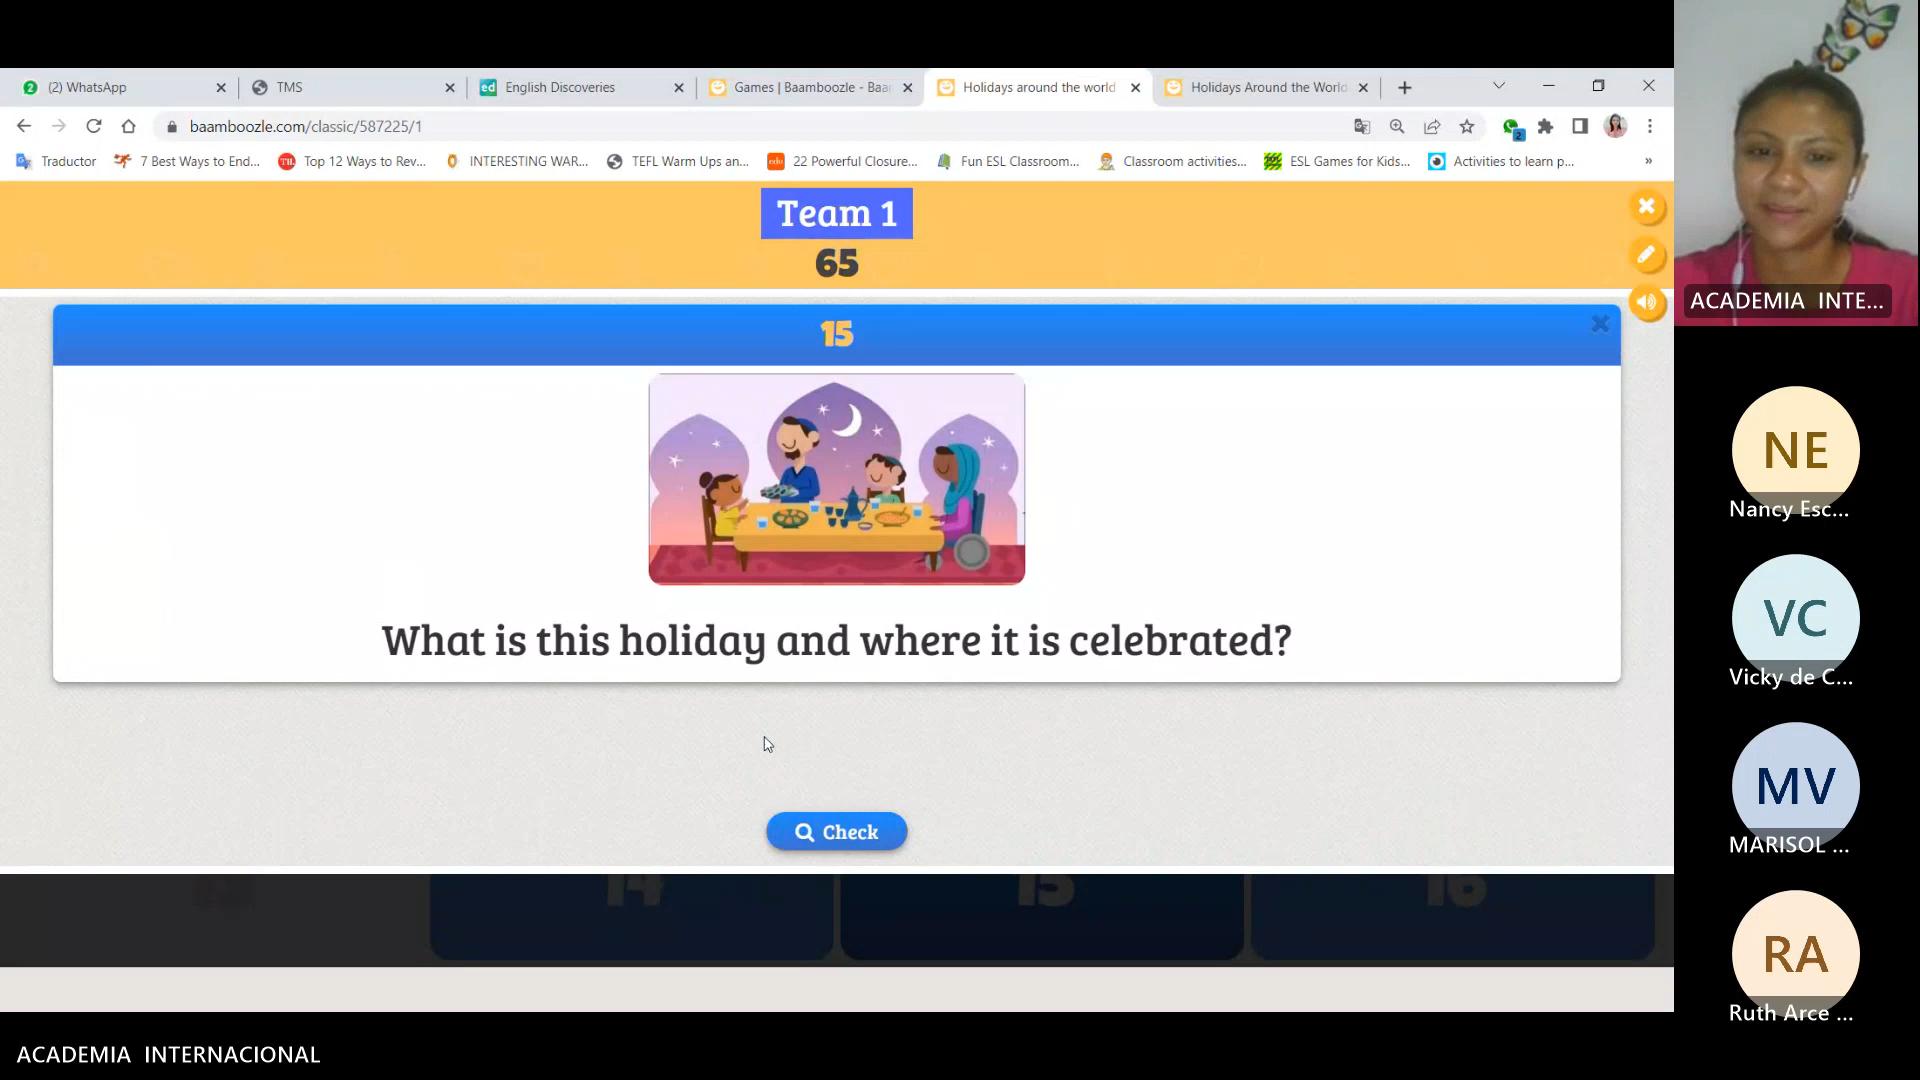 (2) WhatsApp
TMS
English Discoveries
Games | Baamboozle - Baa
Holidays around the world
Holidays Around the World
baamboozle.com/classic/587225/1
2
Traductor
7 Best Ways to End...
Top 12 Ways to Rev...
INTERESTING WAR...
TEFL Warm Ups an...
22 Powerful Closure...
Fun ESL Classroom...
Classroom activities...
ESL Games for Kids...
Activities to learn p...
»
Team 1
65
15
What is this holiday and where it is celebrated?
Check
14
15
16
ACADEMIA INTE...
NE
Nancy Esc...
VC
Vicky de C...
MV
MARISOL ...
RA
Ruth Arce ...
ACADEMIA INTERNACIONAL